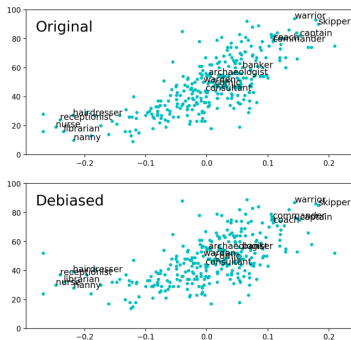 100
Original
warrior
skipper
80
captain
coach
commander
60
banker
archaeologist
warden
comic
40
consultant
hairdresser
receptionist
20
nurse
librarian
nanny
0
−0.2 −0.1 0.0 0.1 0.2
100
Debiased
warrior
skipper
80
commander
captain
coach
60
archaeologist
banker
warden
comic
consultant
40
hairdresser
receptionist
librarian
nurse
nanny
20
0
−0.2 −0.1 0.0 0.1 0.2